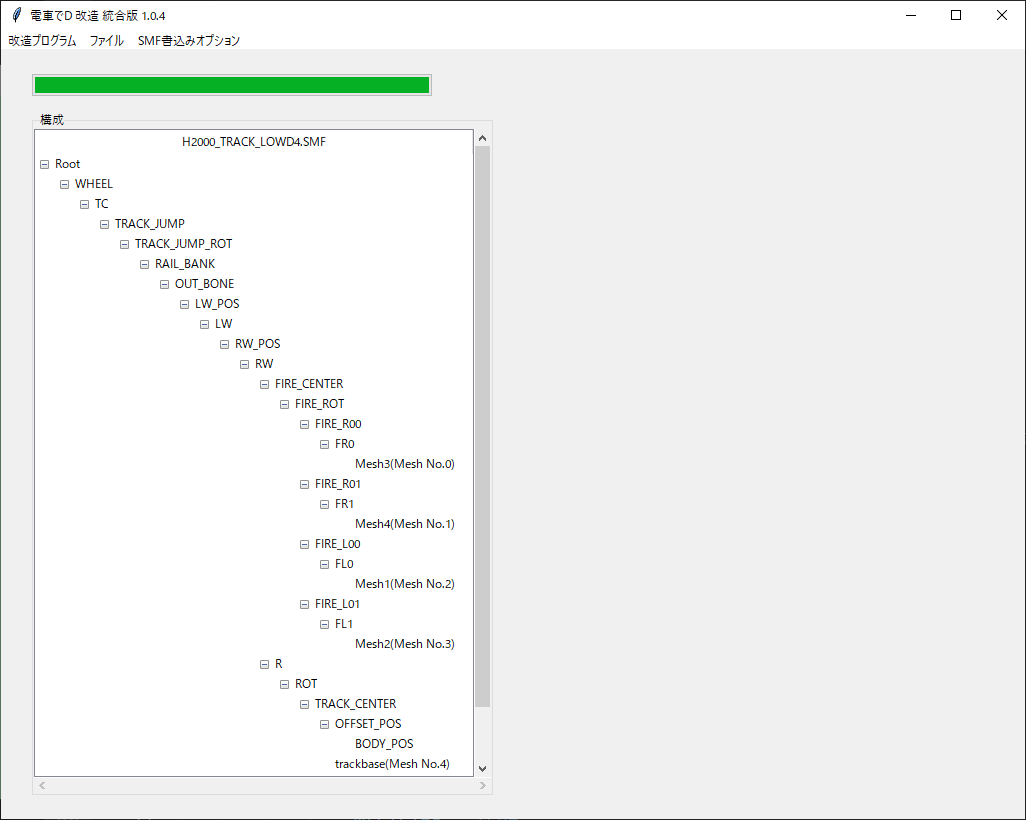 電車でD 改造 統合版 1.0.4
改造プログラム ファイル SMF書込みオプション
構成
H2000_TRACK_LOWD4.SMF
Root
WHEEL
TC
TRACK_JUMP
TRACK_JUMP_ROT
RAIL_BANK
OUT_BONE
LW_POS
LW
RW_POS
RW
FIRE_CENTER
FIRE_ROT
FIRE_R00
FR0
Mesh3(Mesh No.0)
FIRE_R01
FR1
Mesh4(Mesh No.1)
FIRE_L00
FL0
Mesh1(Mesh No.2)
FIRE_L01
FL1
Mesh2(Mesh No.3)
R
ROT
TRACK_CENTER
OFFSET_POS
BODY_POS
trackbase(Mesh No.4)